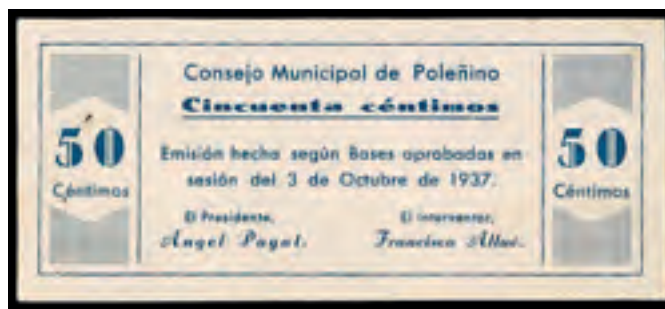 Consejo Municipal de Poleñino
Cincuenta céntimos
50
Céntimos
Emisión hecha según Bases aprobadas en
sesión del 3 de Octubre de 1937.
50
Céntimos
El Presidente,
Angel
El interventor,
Francisco Allué.